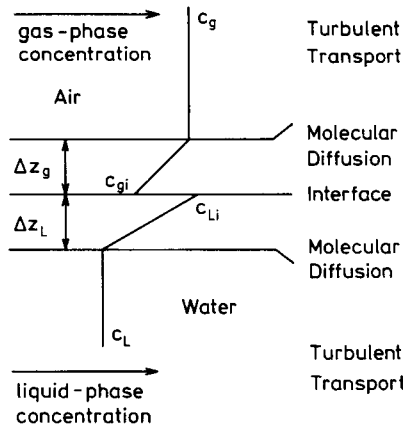 gas-phase
concentration
c_g
Turbulent
Transport
Air
Molecular
Diffusion
Δz_g
c_gi
Interface
Δz_L
c_Li
Molecular
Diffusion
Water
c_L
Turbulent
Transport
liquid-phase
concentration